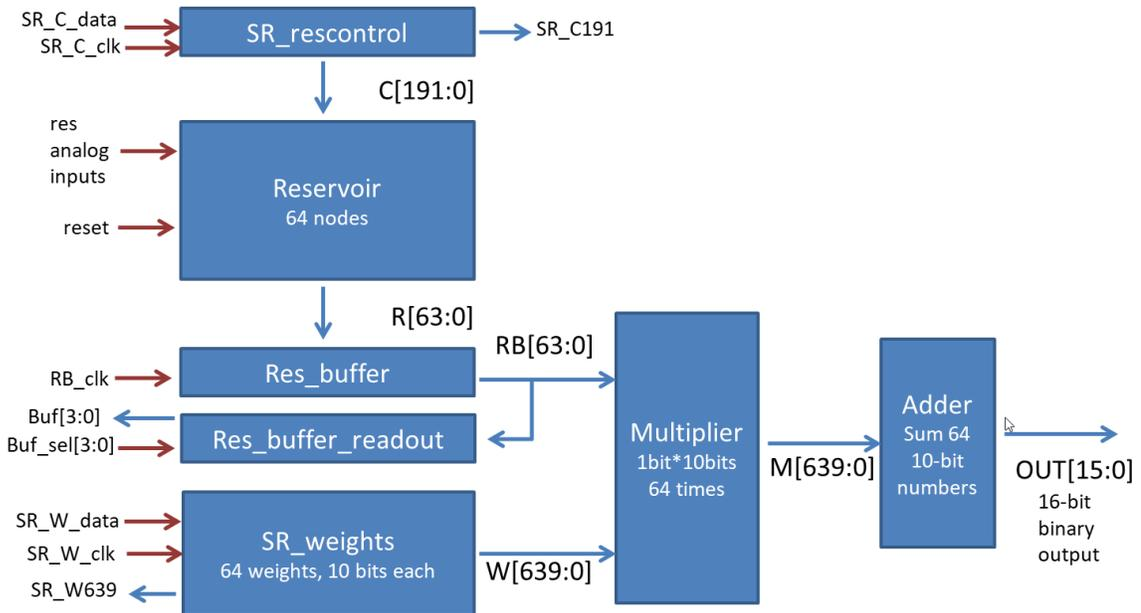 SR_C_data
SR_C_clk
SR_rescontrol
SR_C191
C[191:0]
res
analog
inputs
reset
Reservoir
64 nodes
R[63:0]
RB_clk
Res_buffer
RB[63:0]
Buf[3:0]
Buf_sel[3:0]
Res_buffer_readout
SR_W_data
SR_W_clk
SR_W639
SR_weights
64 weights, 10 bits each
W[639:0]
Multiplier
1bit*10bits
64 times
M[639:0]
Adder
Sum 64
10-bit
numbers
OUT[15:0]
16-bit
binary
output